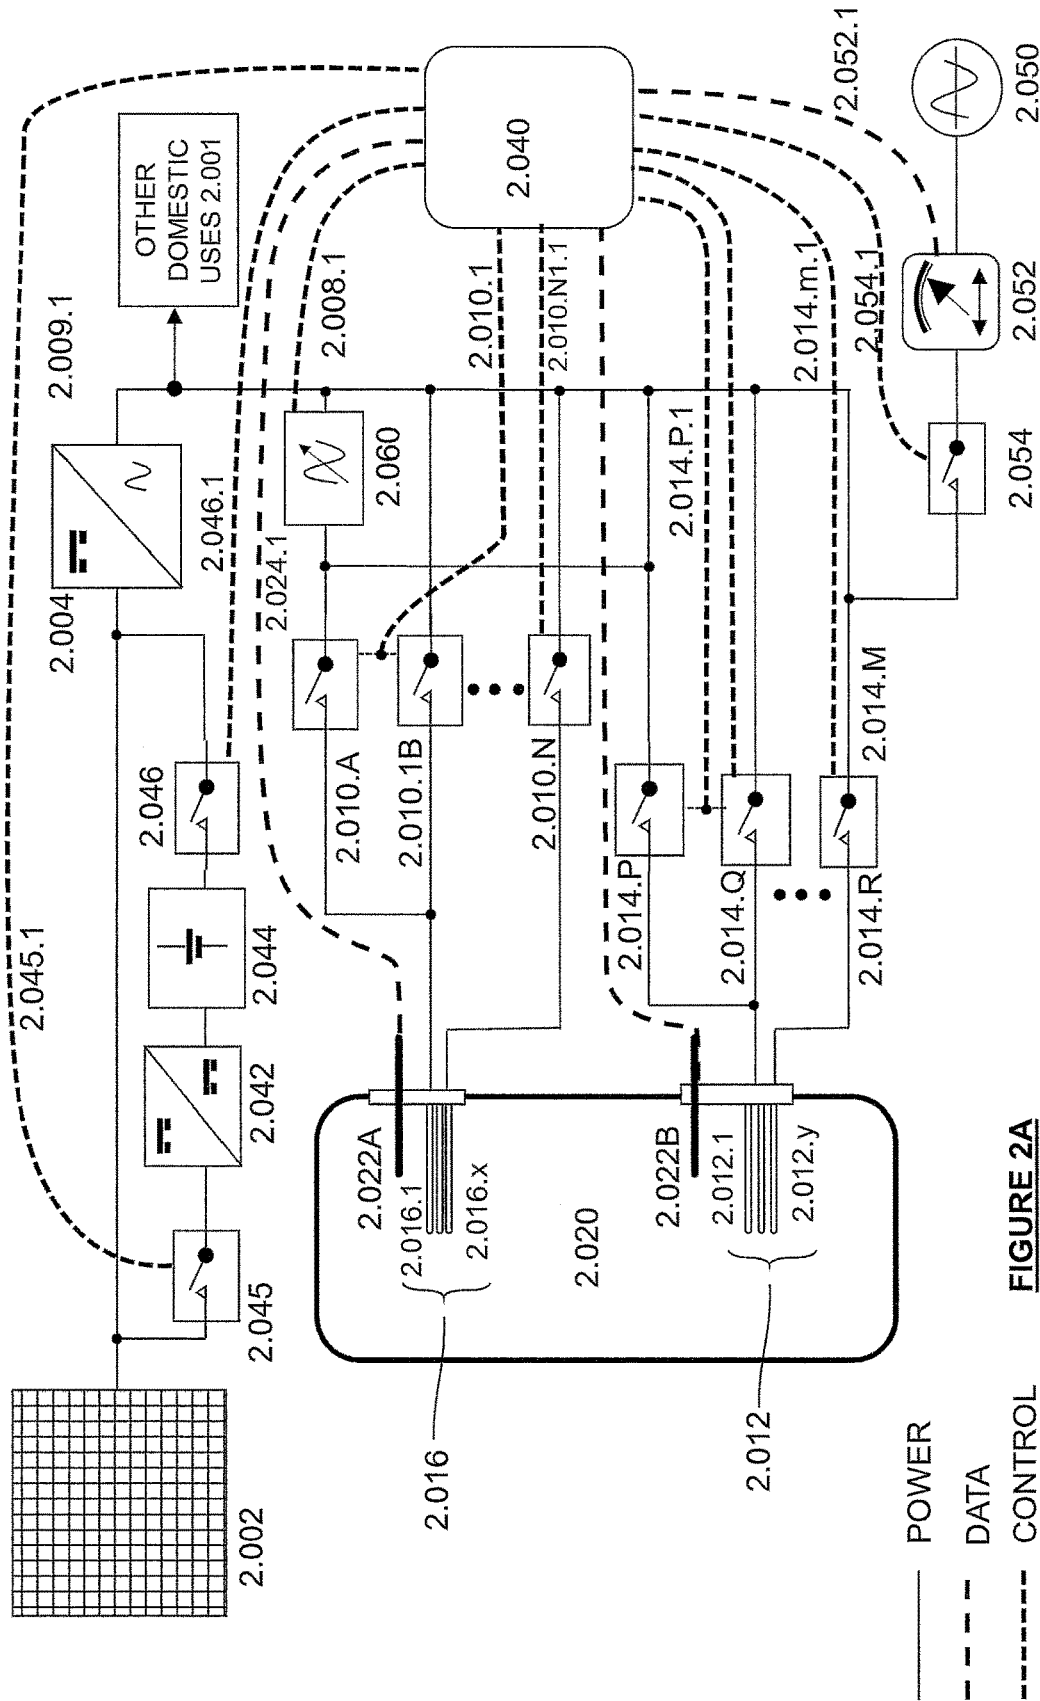 2.002
2.045
2.042
2.044
2.046
2.004
2.009.1
OTHER
DOMESTIC
USES 2.001
2.045.1
2.046.1
2.024.1
2.060
2.008.1
2.040
2.010.1
2.010.N1.1
2.010.A
2.010.1B
2.010.N
2.014.P.1
2.014.m.1
2.054.1
2.052.1
2.050
2.052
2.054
2.014.P
2.014.Q
2.014.R
2.014.M
2.022A
2.016.1
2.016.x
2.020
2.022B
2.012.1
2.012.y
2.016
2.012
POWER
DATA
CONTROL
FIGURE 2A